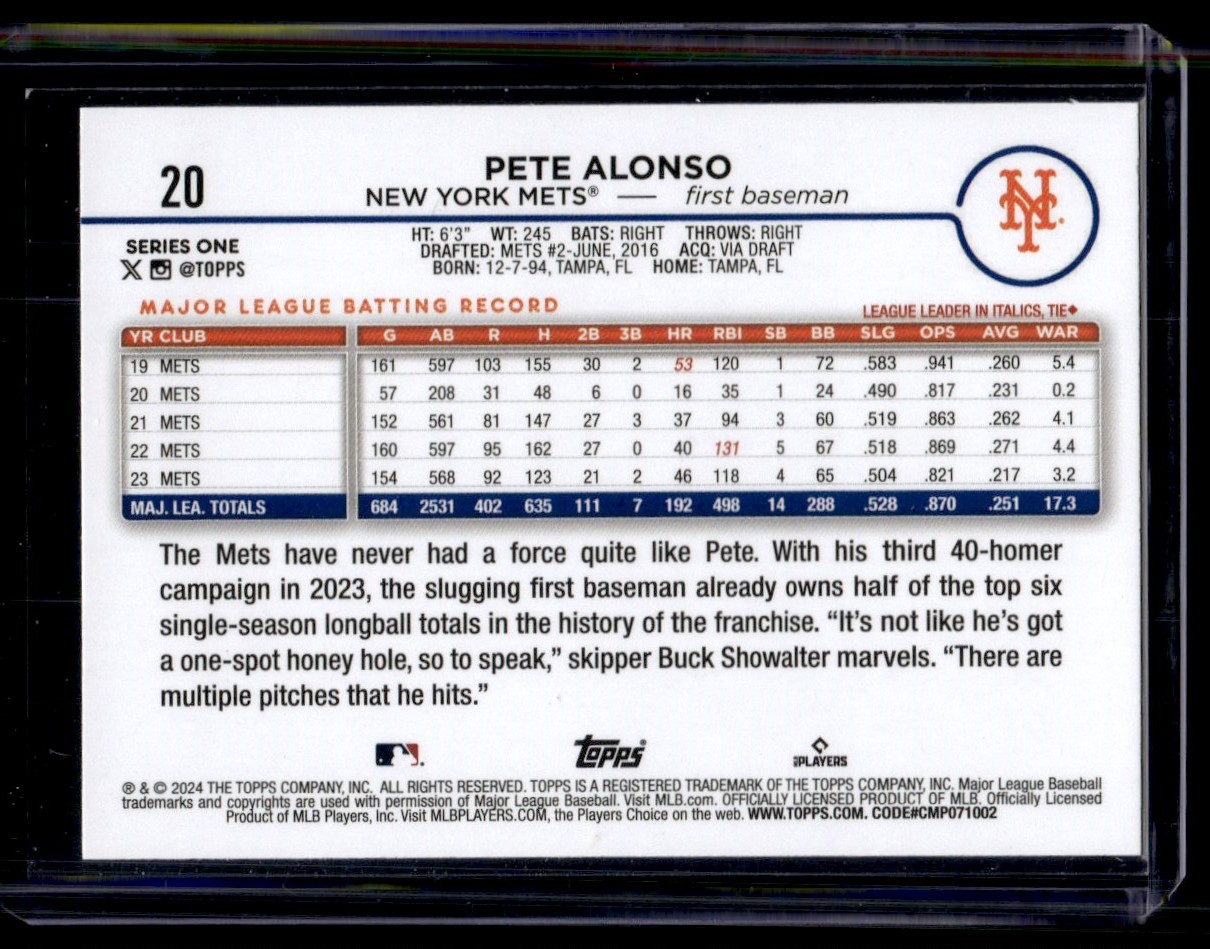 20
PETE ALONSO
NEW YORK METS® — first baseman
NY
SERIES ONE
X @TOPPS
HT: 6'3" WT: 245 BATS: RIGHT THROWS: RIGHT
DRAFTED: METS #2-JUNE, 2016 ACQ: VIA DRAFT
BORN: 12-7-94, TAMPA, FL HOME: TAMPA, FL
MAJOR LEAGUE BATTING RECORD
LEAGUE LEADER IN ITALICS, TIE♦
YR CLUB G AB R H 2B 3B HR RBI SB BB SLG OPS AVG WAR
19 METS 161 597 103 155 30 2 53 120 1 72 .583 .941 .260 5.4
20 METS 57 208 31 48 6 0 16 35 1 24 .490 .817 .231 0.2
21 METS 152 561 81 147 27 3 37 94 3 60 .519 .863 .262 4.1
22 METS 160 597 95 162 27 0 40 131 5 67 .518 .869 .271 4.4
23 METS 154 568 92 123 21 2 46 118 4 65 .504 .821 .217 3.2
MAJ. LEA. TOTALS 684 2531 402 635 111 7 192 498 14 288 .528 .870 .251 17.3
The Mets have never had a force quite like Pete. With his third 40-homer
campaign in 2023, the slugging first baseman already owns half of the top six
single-season longball totals in the history of the franchise. “It’s not like he’s got
a one-spot honey hole, so to speak,” skipper Buck Showalter marvels. “There are
multiple pitches that he hits.”
Topps®
MLB PLAYERS
® & © 2024 THE TOPPS COMPANY, INC. ALL RIGHTS RESERVED. TOPPS IS A REGISTERED TRADEMARK OF THE TOPPS COMPANY, INC. Major League Baseball
trademarks and copyrights are used with permission of Major League Baseball. Visit MLB.com. OFFICIALLY LICENSED PRODUCT OF MLB. Officially Licensed
Product of MLB Players, Inc. Visit MLBPLAYERS.COM, the Players Choice on the web. WWW.TOPPS.COM. CODE#CMP071002